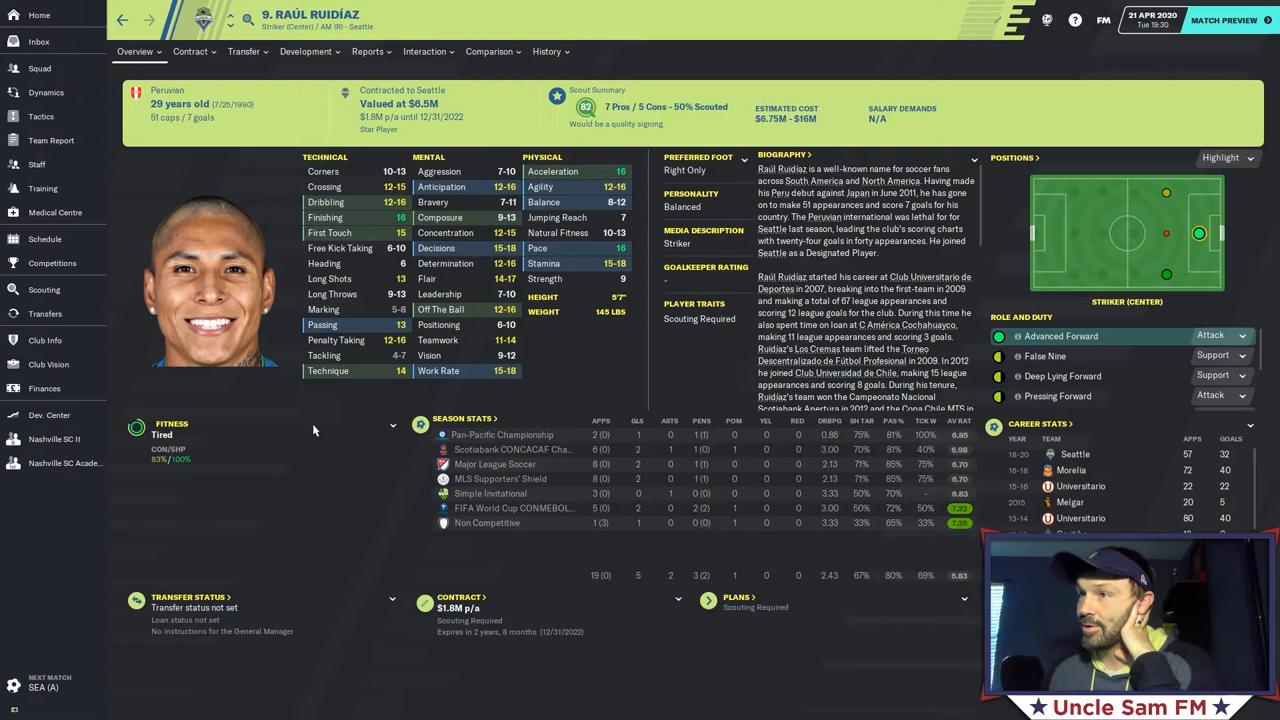 Home
Inbox
Squad
Dynamics
Tactics
Team Report
Staff
Training
Medical Centre
Schedule
Competitions
Scouting
Transfers
Club Info
Club Vision
Finances
Dev. Center
Nashville SC II
Nashville SC Acade...
NEXT MATCH
SEA (A)
9. RAÚL RUIDÍAZ
Striker (Center) / AM (R) - Seattle
FM
21 APR 2020
Tue 19:30
MATCH PREVIEW
Overview Contract Transfer Development Reports Interaction Comparison History
Peruvian
29 years old (7/25/1990)
51 caps / 7 goals
Contracted to Seattle
Valued at $6.5M
$1.8M p/a until 12/31/2022
Star Player
Scout Summary
82 7 Pros / 5 Cons - 50% Scouted
Would be a quality signing.
ESTIMATED COST
$6.75M - $16M
SALARY DEMANDS
N/A
TECHNICAL
Corners 10-13
Crossing 12-15
Dribbling 12-16
Finishing 16
First Touch 15
Free Kick Taking 6-10
Heading 6
Long Shots 13
Long Throws 9-13
Marking 5-8
Passing 13
Penalty Taking 12-16
Tackling 4-7
Technique 14
MENTAL
Aggression 7-10
Anticipation 12-16
Bravery 7-11
Composure 9-13
Concentration 12-15
Decisions 15-18
Determination 12-16
Flair 14-17
Leadership 7-10
Off The Ball 12-16
Positioning 6-10
Teamwork 11-14
Vision 9-12
Work Rate 15-18
PHYSICAL
Acceleration 16
Agility 12-16
Balance 8-12
Jumping Reach 7
Natural Fitness 10-13
Pace 16
Stamina 15-18
Strength 9
HEIGHT 5'7"
WEIGHT 145 LBS
PREFERRED FOOT
Right Only
PERSONALITY
Balanced
MEDIA DESCRIPTION
Striker
GOALKEEPER RATING
-
PLAYER TRAITS
Scouting Required
BIOGRAPHY >
Raúl Ruidíaz is a well-known name for soccer fans
across South America and North America. Having made
his Peru debut against Japan in June 2011, he has gone
on to make 51 appearances and score 7 goals for his
country. The Peruvian international was lethal for for
Seattle last season, leading the club's scoring charts
with twenty-four goals in forty appearances. He joined
Seattle as a Designated Player.
Raúl Ruidíaz started his career at Club Universitario de
Deportes in 2007, breaking into the first-team in 2009
and making a total of 67 league appearances and
scoring 12 league goals for the club. During this time he
also spent time on loan at C América Cochahuayco,
making 11 league appearances and scoring 3 goals.
Ruidíaz's Los Cremas team lifted the Torneo
Descentralizado de Fútbol Profesional in 2009. In 2012
he joined Club Universidad de Chile, making 15 league
appearances and scoring 8 goals. During his tenure,
Ruidíaz's team won the Campeonato Nacional
Scotiabank Apertura in 2012 and the Copa Chile MTS in
POSITIONS >
Highlight
STRIKER (CENTER)
ROLE AND DUTY
Advanced Forward Attack
False Nine Support
Deep Lying Forward Support
Pressing Forward Attack
FITNESS
Tired
CON/SHP
83%/100%
SEASON STATS > APPS GLS ASTS PENS POM YEL RED DRBPG SH TAR PAS % TCK W AV RAT
Pan-Pacific Championship 2 (0) 1 0 1 (1) 0 0 0 0.86 75% 81% 100% 6.85
Scotiabank CONCACAF Cha... 6 (0) 2 1 1 (0) 0 0 0 3.00 70% 81% 40% 6.98
Major League Soccer 8 (0) 2 0 1 (1) 0 0 0 2.13 71% 85% 75% 6.70
MLS Supporters' Shield 8 (0) 2 0 1 (1) 0 0 0 2.13 71% 85% 75% 6.70
Simple Invitational 3 (0) 0 1 0 (0) 0 0 0 3.33 50% 70% - 6.83
FIFA World Cup CONMEBOL... 5 (0) 2 0 2 (2) 1 0 0 3.00 50% 72% 50% 7.22
Non Competitive 1 (3) 1 0 0 (0) 1 0 0 3.33 33% 65% 33% 7.35
19 (0) 5 2 3 (2) 1 0 0 2.43 67% 80% 69% 6.83
CAREER STATS >
YEAR TEAM APPS GOALS
18-20 Seattle 57 32
16-18 Morelia 72 40
15-16 Universitario 22 22
2015 Melgar 20 5
13-14 Universitario 80 40
TRANSFER STATUS >
Transfer status not set
Loan status not set
No instructions for the General Manager
CONTRACT >
$1.8M p/a
Scouting Required
Expires in 2 years, 8 months (12/31/2022)
PLANS >
Scouting Required
Uncle Sam FM